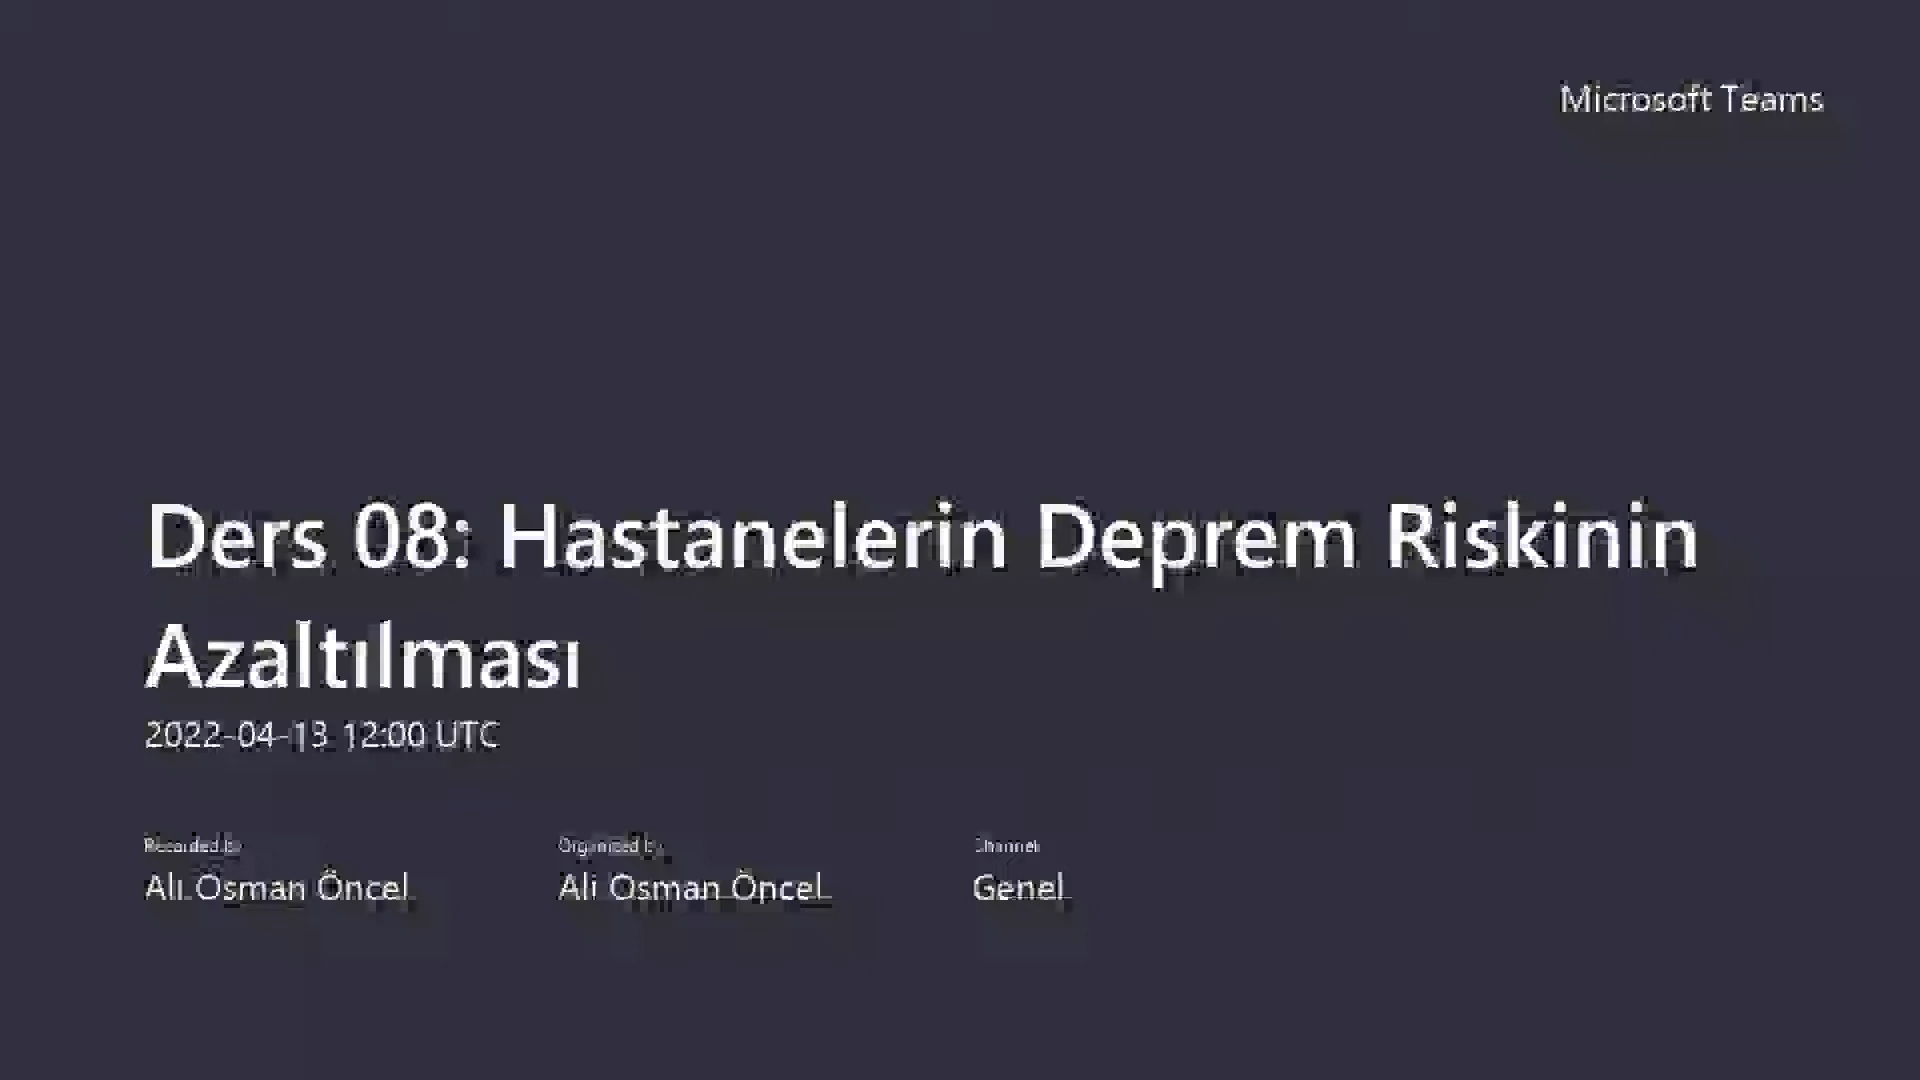 Microsoft Teams
Ders 08: Hastanelerin Deprem Riskinin
Azaltılması
2022-04-13 12:00 UTC
Recorded by
Organized by
Channel
Ali Osman Öncel
Ali Osman Öncel
Genel